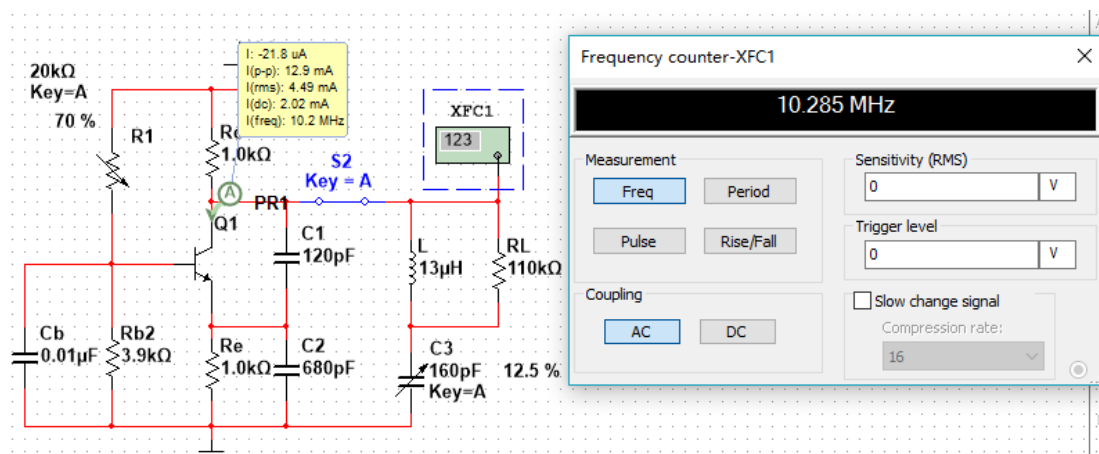 I: -21.8 uA
I(p-p): 12.9 mA
I(rms): 4.49 mA
I(dc): 2.02 mA
I(freq): 10.2 MHz
20kΩ
Key=A
70 %
R1
1.0kΩ
A
PR1
Q1
S2
Key = A
XFC1
123
C1
120pF
L
13µH
RL
110kΩ
Cb
0.01µF
Rb2
3.9kΩ
Re
1.0kΩ
C2
680pF
C3
160pF
12.5 %
Key=A
Frequency counter-XFC1
10.285 MHz
Measurement
Freq
Period
Pulse
Rise/Fall
Coupling
AC
DC
Sensitivity (RMS)
0
V
Trigger level
0
V
Slow change signal
Compression rate:
16